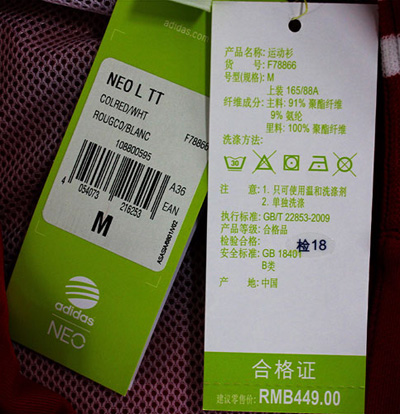 adidas.com
NEO L TT
COLRED/WHT
ROUGCO/BLANC F78866
108800595
A36
4 054073 216253 EAN
M
adidas
NEO
产品名称: 运动衫
货 号: F78866
号型(规格): M
上装 165/88A
纤维成分: 主料: 91% 聚酯纤维
9% 氨纶
里料: 100% 聚酯纤维
洗涤方法:
30
注 意: 1. 只可使用温和洗涤剂
2. 单独洗涤
执行标准: GB/T 22853-2009
产品等级: 合格品
检验合格: 检18
安全标准: GB 18401
B类
产 地: 中国
合格证
建议零售价: RMB449.00